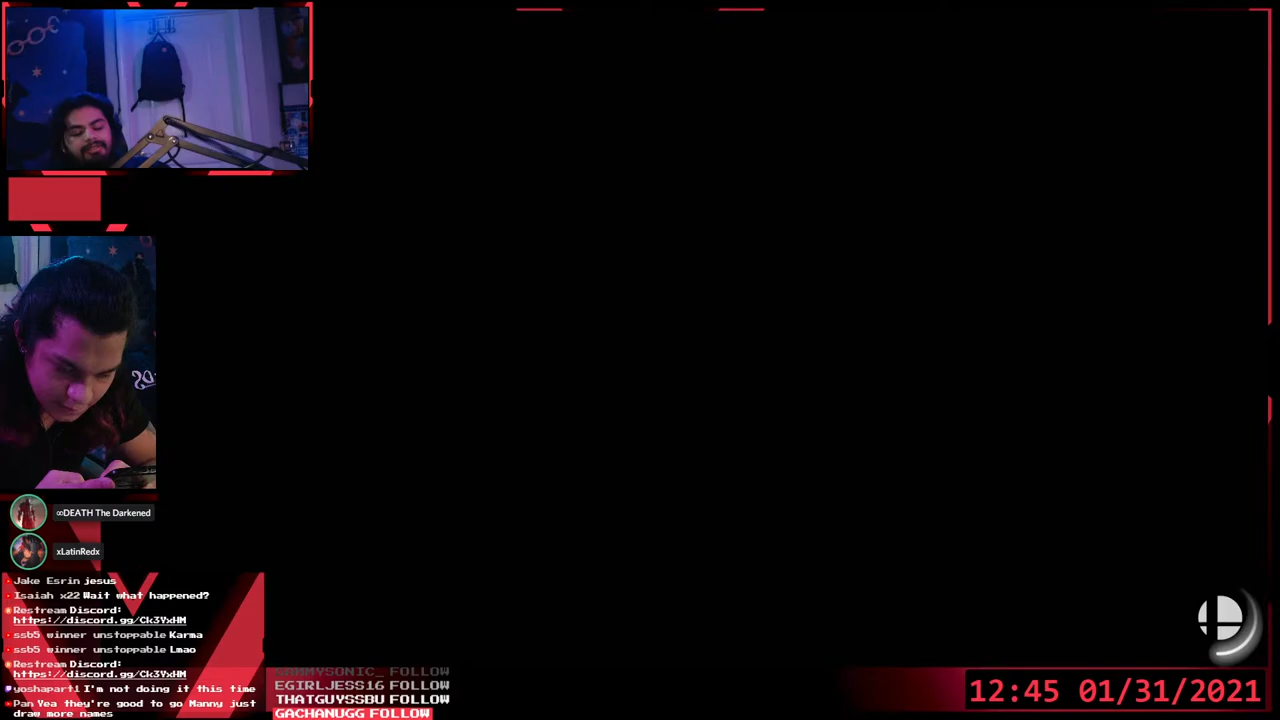 ∞DEATH The Darkened
xLatinRedx
Jake Esrin jesus
Isaiah x22 Wait what happened?
Restream Discord:
https://discord.gg/Ck3YxHM
ssb5 winner unstoppable Karma
ssb5 winner unstoppable Lmao
Restream Discord:
https://discord.gg/Ck3YxHM
yoshapart1 I'm not doing it this time
Pan Yea they're good to go Manny just
draw more names
SAMMYSONIC_ FOLLOW
EGIRLJESS16 FOLLOW
THATGUYSSBU FOLLOW
GACHANUGG FOLLOW
12:45 01/31/2021